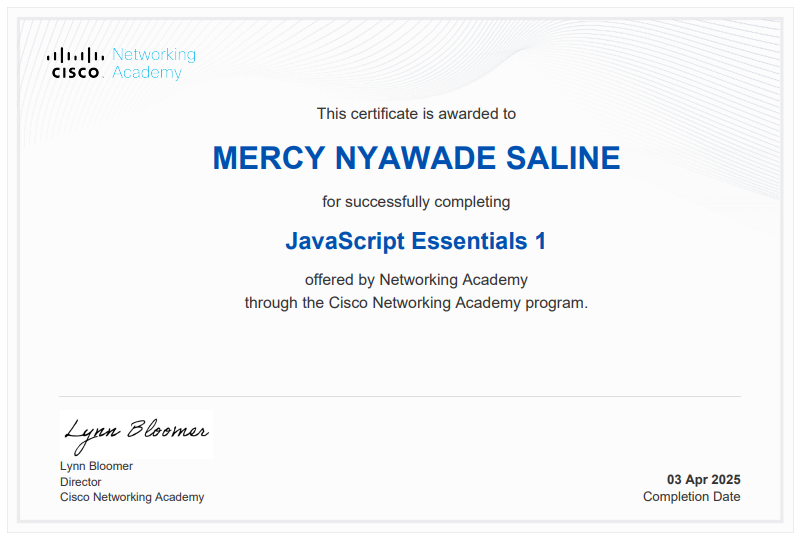 CISCO
Networking
Academy
This certificate is awarded to
MERCY NYAWADE SALINE
for successfully completing
JavaScript Essentials 1
offered by Networking Academy
through the Cisco Networking Academy program.
Lynn Bloomer
Lynn Bloomer
Director
Cisco Networking Academy
03 Apr 2025
Completion Date